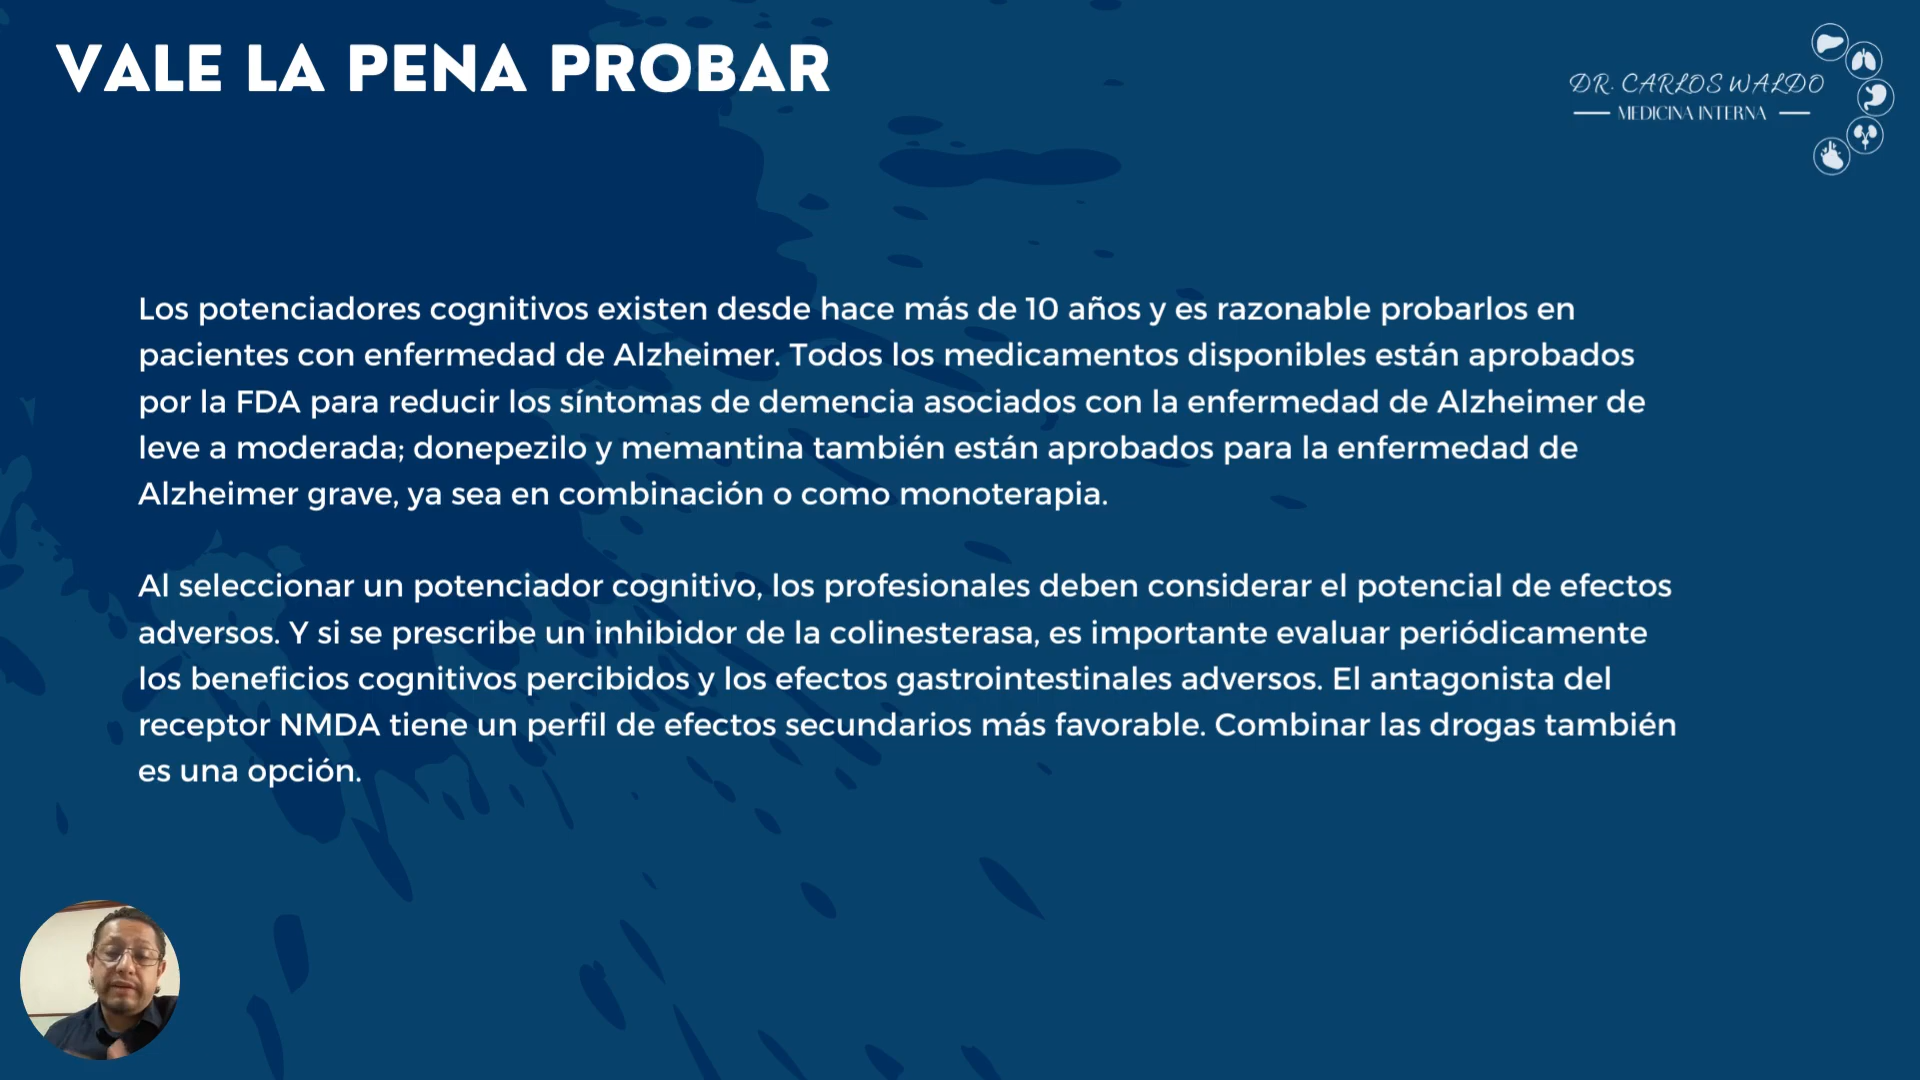 VALE LA PENA PROBAR
DR. CARLOS WALDO
MEDICINA INTERNA
Los potenciadores cognitivos existen desde hace más de 10 años y es razonable probarlos en
pacientes con enfermedad de Alzheimer. Todos los medicamentos disponibles están aprobados
por la FDA para reducir los síntomas de demencia asociados con la enfermedad de Alzheimer de
leve a moderada; donepezilo y memantina también están aprobados para la enfermedad de
Alzheimer grave, ya sea en combinación o como monoterapia.
Al seleccionar un potenciador cognitivo, los profesionales deben considerar el potencial de efectos
adversos. Y si se prescribe un inhibidor de la colinesterasa, es importante evaluar periódicamente
los beneficios cognitivos percibidos y los efectos gastrointestinales adversos. El antagonista del
receptor NMDA tiene un perfil de efectos secundarios más favorable. Combinar las drogas también
es una opción.